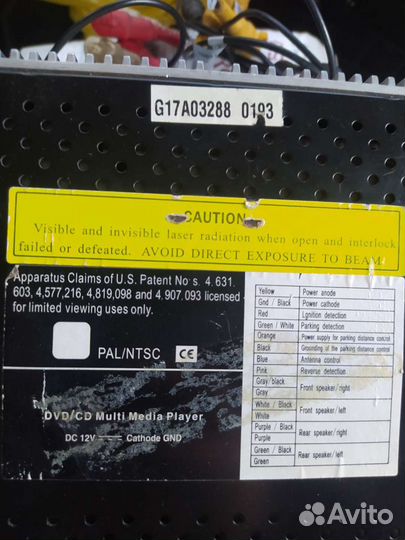 G17A03288 0193
CAUTION
Visible and invisible laser radiation when open and interlock
failed or defeated. AVOID DIRECT EXPOSURE TO BEAM
Apparatus Claims of U.S. Patent No s. 4.631.
603, 4,577,216, 4,819,098 and 4.907.093 licensed
for limited viewing uses only.
PAL/NTSC CE
DVD/CD Multi Media Player
DC 12V Cathode GND
Yellow Power anode
Gnd / Black Power cathode
Red Lgnition detection
Green / White Parking detection
Orange Power supply for parking distance control
Black Grounding of the parking distance control
Blue Antenna control
Pink Reverse detection
Gray/black
Gray
Front speaker/right
White / Black
White
Front speaker/left
Purple / Black
Purple
Rear speaker/right
Green / Black
Green
Rear speaker/left
Avito